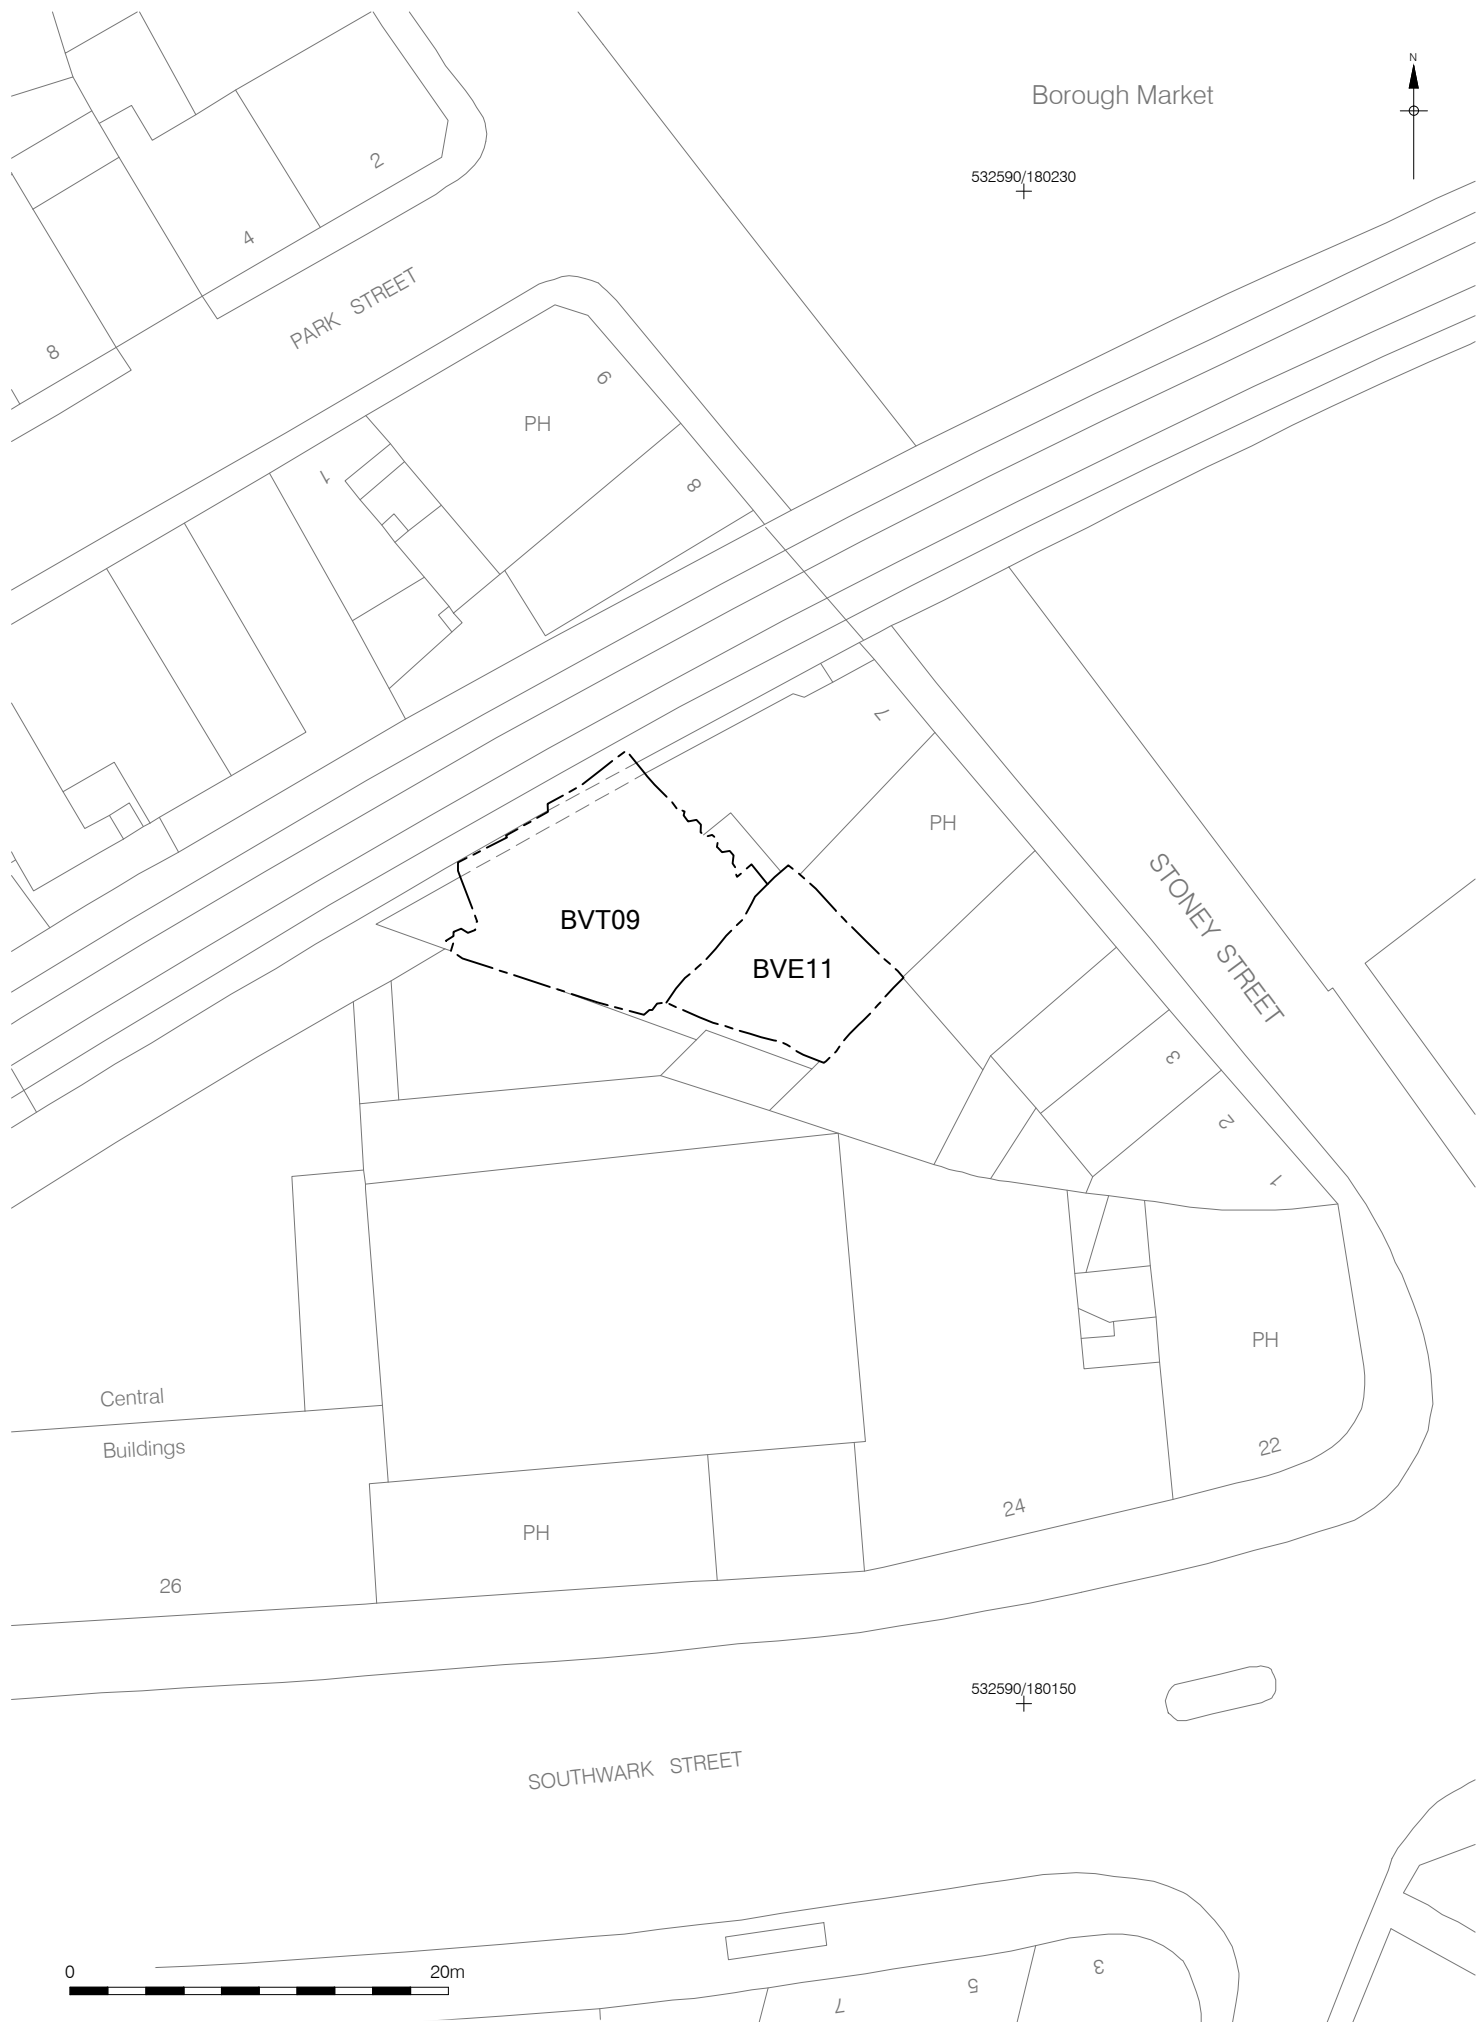 N
Borough Market
532590/180230
2
4
PARK STREET
8
9
PH
1
8
7
PH
BVT09
STONEY STREET
BVE11
3
2
1
PH
Central
22
Buildings
24
PH
26
532590/180150
SOUTHWARK STREET
0 20m
3
5
7